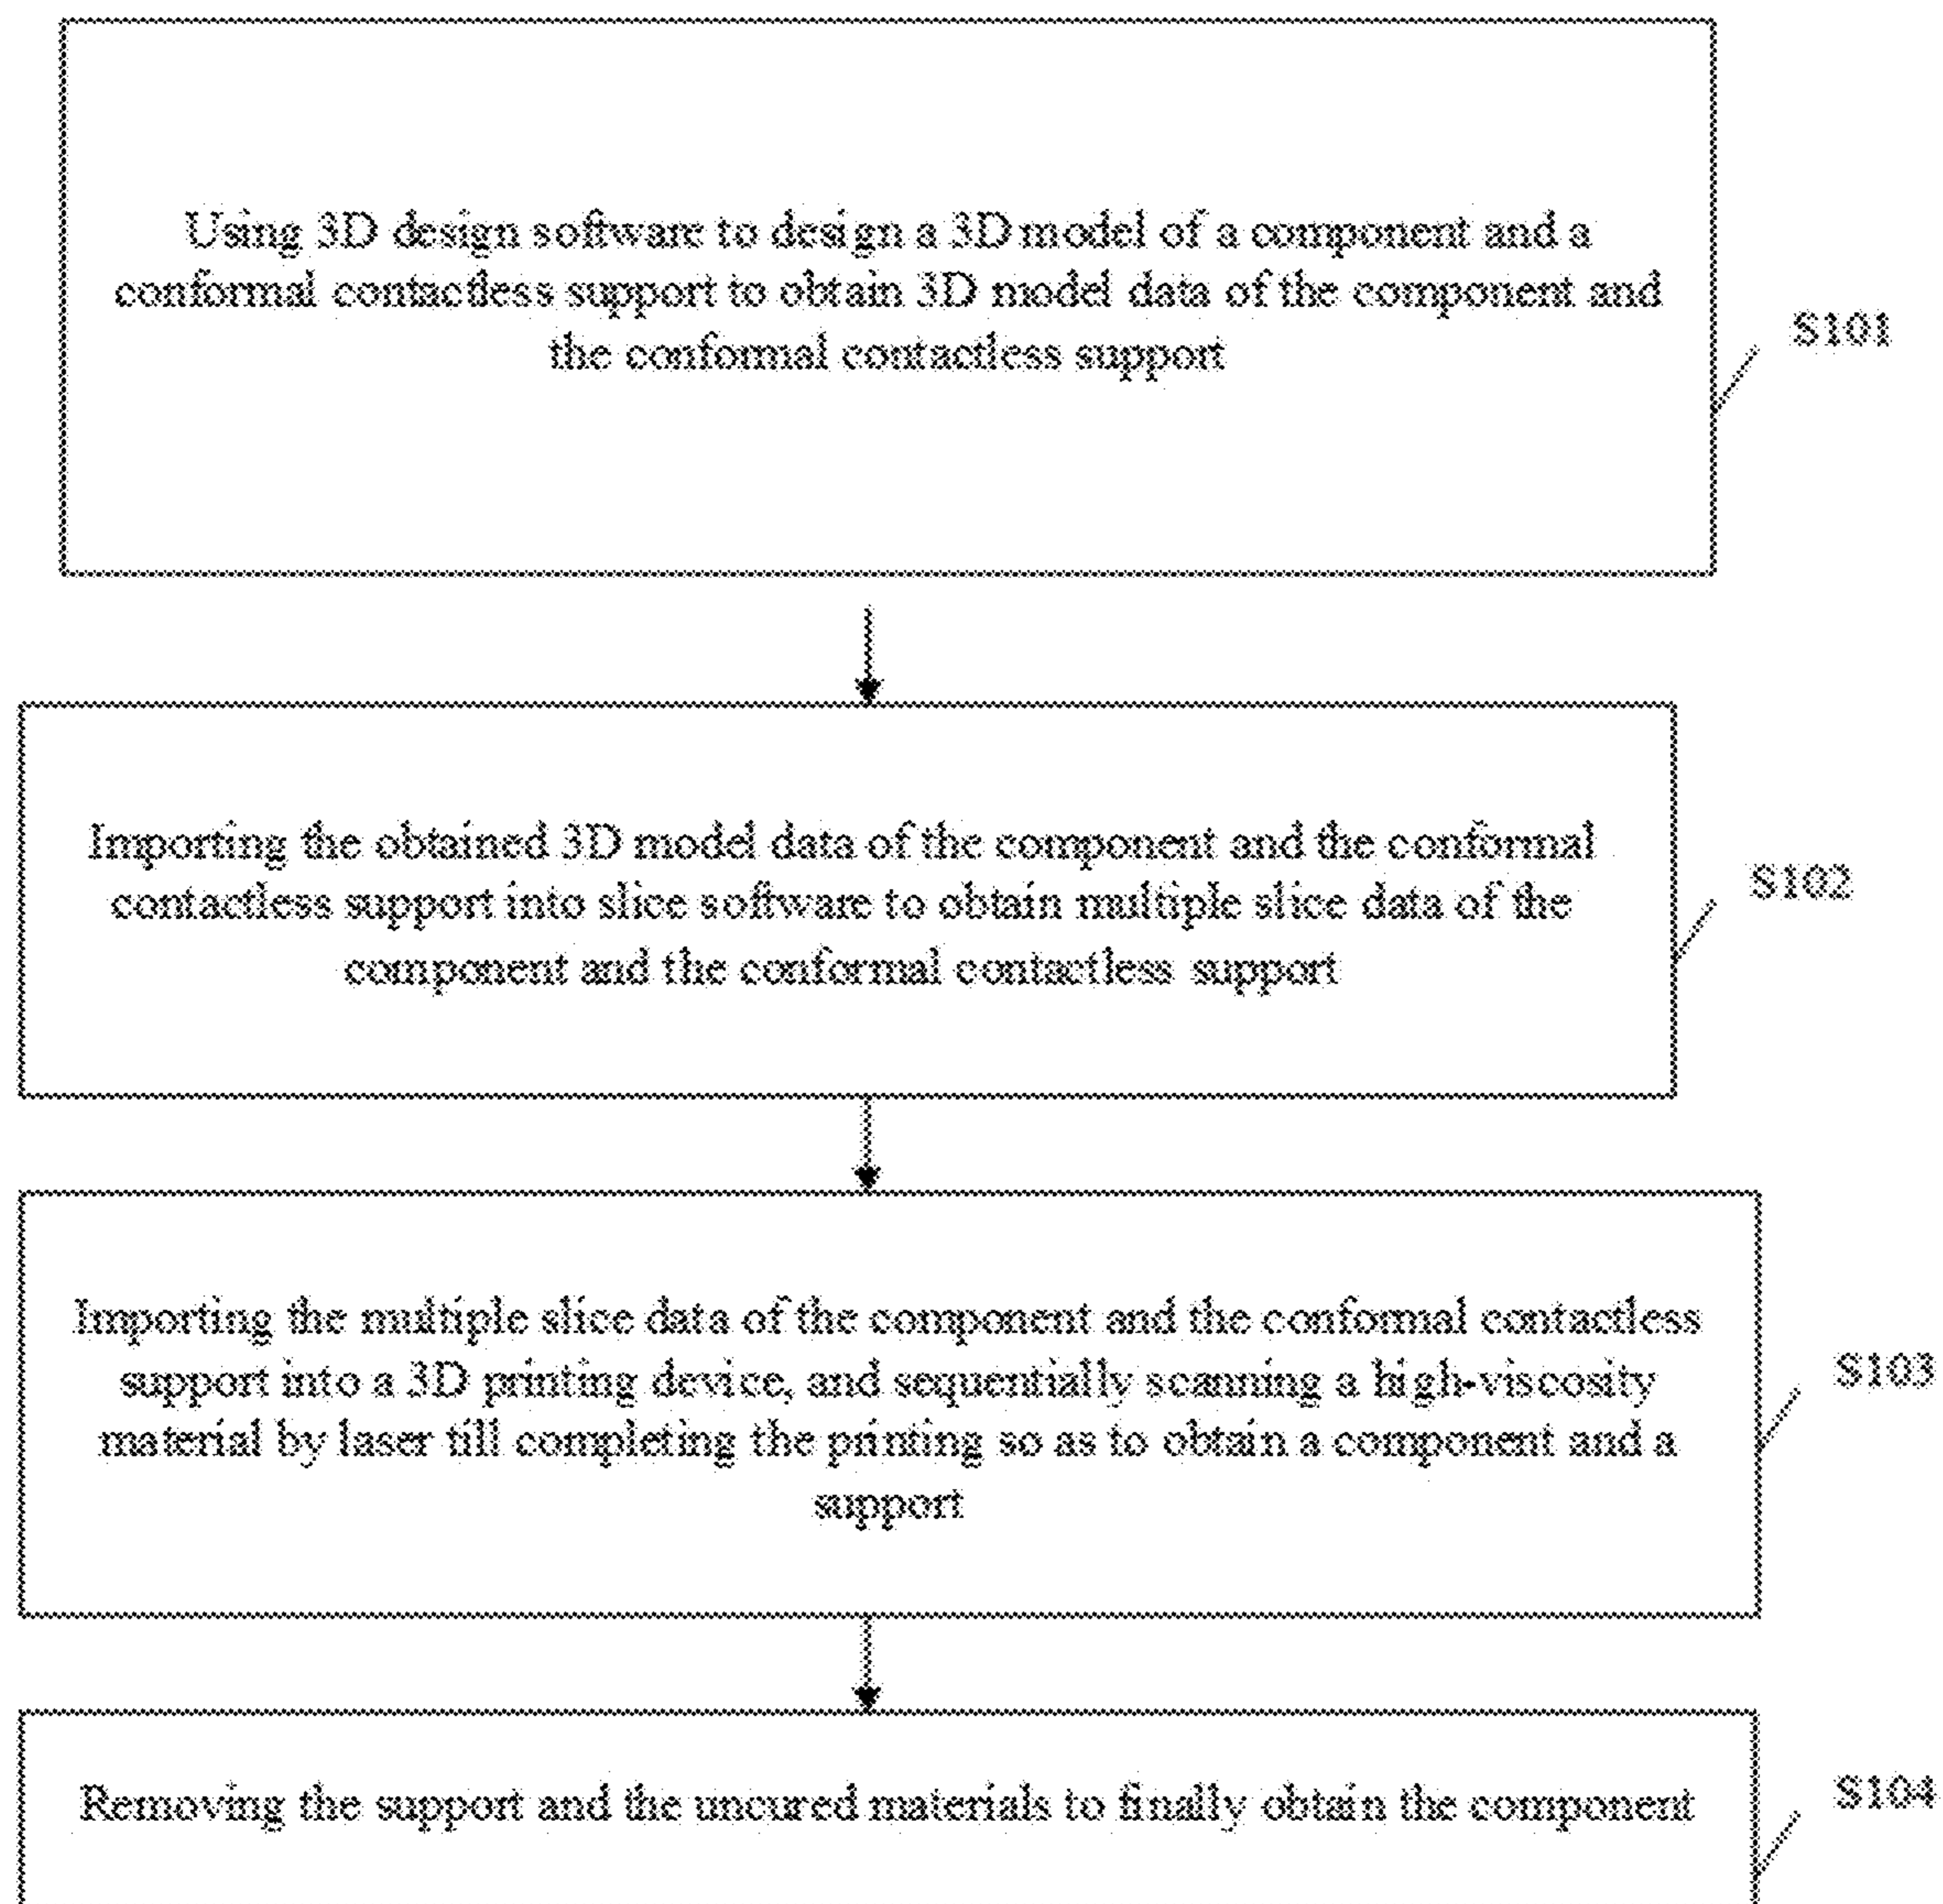 Using 3D design software to design a 3D model of a component and a
conformal contactless support to obtain 3D model data of the component and
the conformal contactless support
S101
Importing the obtained 3D model data of the component and the conformal
contactless support into slice software to obtain multiple slice data of the
component and the conformal contactless support
S102
Importing the multiple slice data of the component and the conformal contactless
support into a 3D printing device, and sequentially scanning a high-viscosity
material by laser till completing the printing so as to obtain a component and a
support
S103
Removing the support and the uncured materials to finally obtain the component
S104